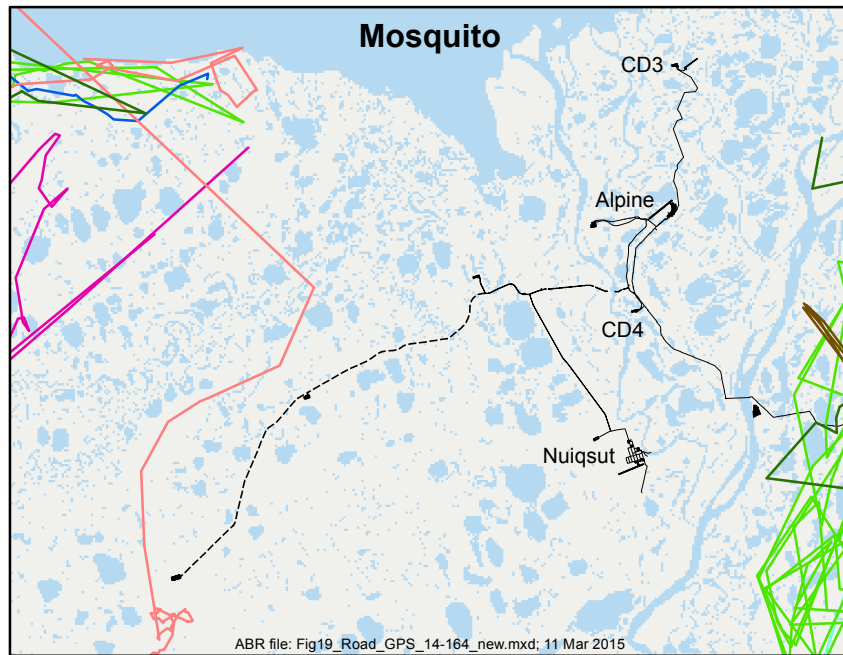 Mosquito
CD3
Alpine
CD4
Nuiqsut
ABR file: Fig19_Road_GPS_14-164_new.mxd; 11 Mar 2015